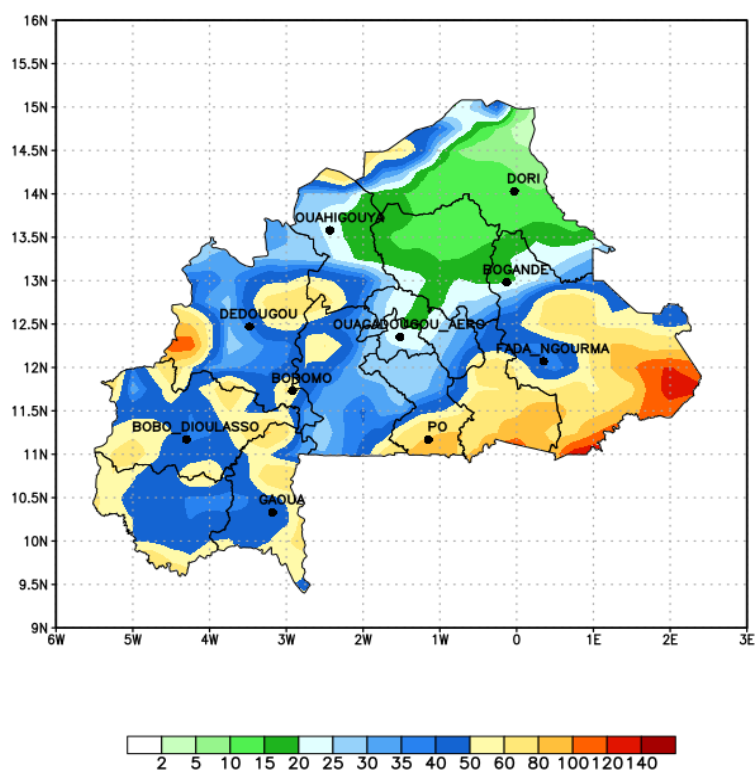 16N
15.5N
15N
14.5N
14N
13.5N
13N
12.5N
12N
11.5N
11N
10.5N
10N
9.5N
9N
6W 5W 4W 3W 2W 1W 0 1E 2E 3E
DORI
OUAHIGOUYA
BOGANDE
DEDOUGOU
OUAGADOUGOU_AERO
FADA_NGOURMA
BOROMO
BOBO_DIOULASSO
PO
GAOUA
2 5 10 15 20 25 30 35 40 50 60 80 100 120 140